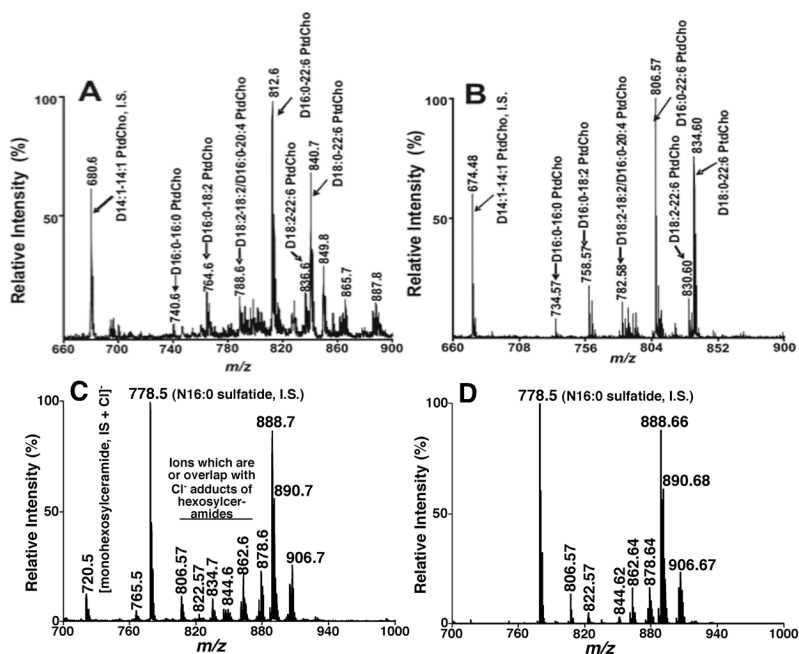 A
Relative Intensity (%)
100
50
680.6
D14:1-14:1 PtdCho, I.S.
740.6
D16:0-16:0 PtdCho
764.6
D16:0-18:2 PtdCho
788.6
D18:2-18:2/D16:0-20:4 PtdCho
812.6
D16:0-22:6 PtdCho
D18:2-22:6 PtdCho
836.6
840.7
D18:0-22:6 PtdCho
849.8
865.7
887.8
660 700 740 780 820 860 900
m/z
B
Relative Intensity (%)
100
50
674.48
D14:1-14:1 PtdCho, I.S.
734.57
D16:0-16:0 PtdCho
758.57
D16:0-18:2 PtdCho
782.58
D18:2-18:2/D16:0-20:4 PtdCho
806.57
D16:0-22:6 PtdCho
D18:2-22:6 PtdCho
830.60
834.60
D18:0-22:6 PtdCho
660 708 756 804 852 900
m/z
C
Relative Intensity (%)
100
50
0
720.5
[monohexosylceramide, IS + Cl]-
778.5 (N16:0 sulfatide, I.S.)
765.5
Ions which are
or overlap with
Cl- adducts of
hexosylcer-
amides
806.57
822.57
834.7
844.6
862.6
878.6
888.7
890.7
906.7
700 760 820 880 940 1000
m/z
D
Relative Intensity (%)
100
50
0
778.5 (N16:0 sulfatide, I.S.)
806.57
822.57
844.62
862.64
878.64
888.66
890.68
906.67
700 760 820 880 940 1000
m/z